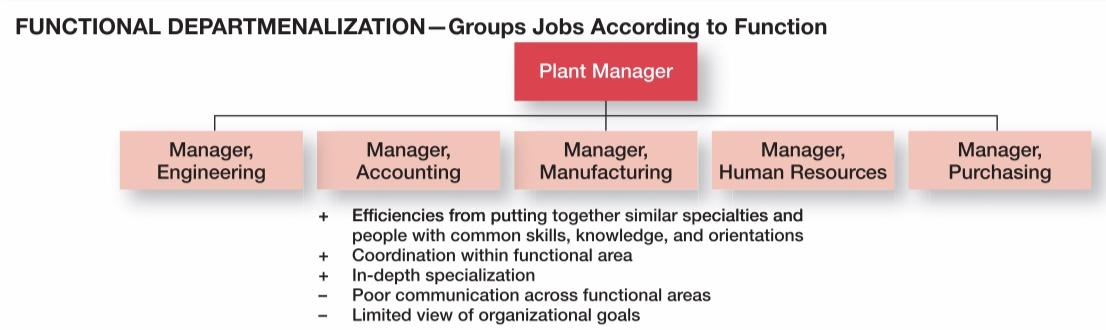 FUNCTIONAL DEPARTMENALIZATION—Groups Jobs According to Function
Plant Manager
Manager,
Engineering
Manager,
Accounting
Manager,
Manufacturing
Manager,
Human Resources
Manager,
Purchasing
+ Efficiencies from putting together similar specialties and
people with common skills, knowledge, and orientations
+ Coordination within functional area
+ In-depth specialization
– Poor communication across functional areas
– Limited view of organizational goals